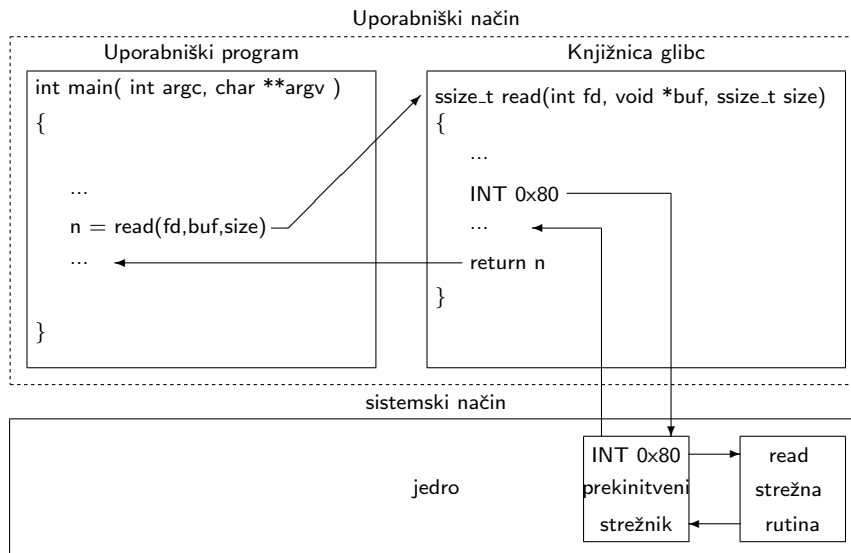 Uporabniški način
Uporabniški program
int main( int argc, char **argv )
{
...
n = read(fd,buf,size)
...
}
Knjižnica glibc
ssize_t read(int fd, void *buf, ssize_t size)
{
...
INT 0x80
...
return n
}
sistemski način
jedro
INT 0x80
prekinitveni
strežnik
read
strežna
rutina